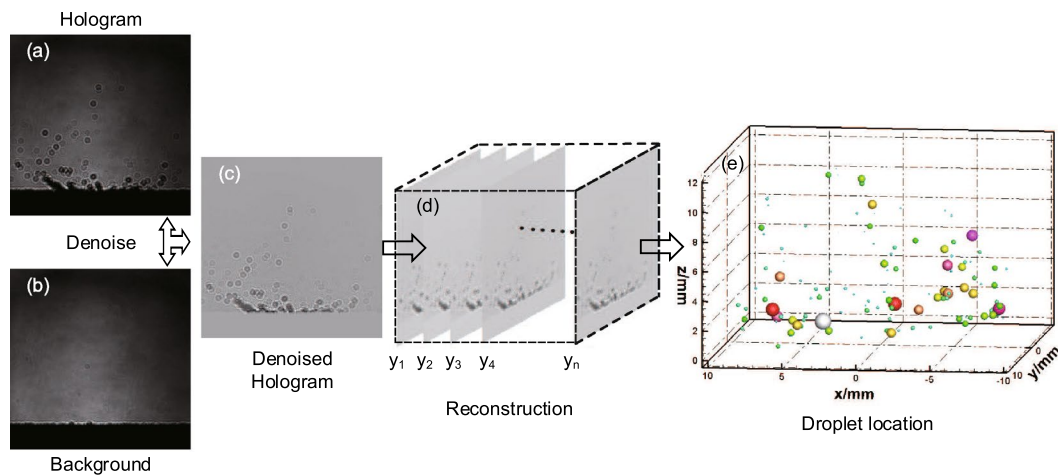 Hologram
(a)
Denoise
(b)
Background
(c)
Denoised
Hologram
(d)
y1 y2 y3 y4 yn
Reconstruction
(e)
12
10
8
6
4
2
0
z/mm
10 5 0 -5 -10
x/mm
10 0
y/mm
Droplet location